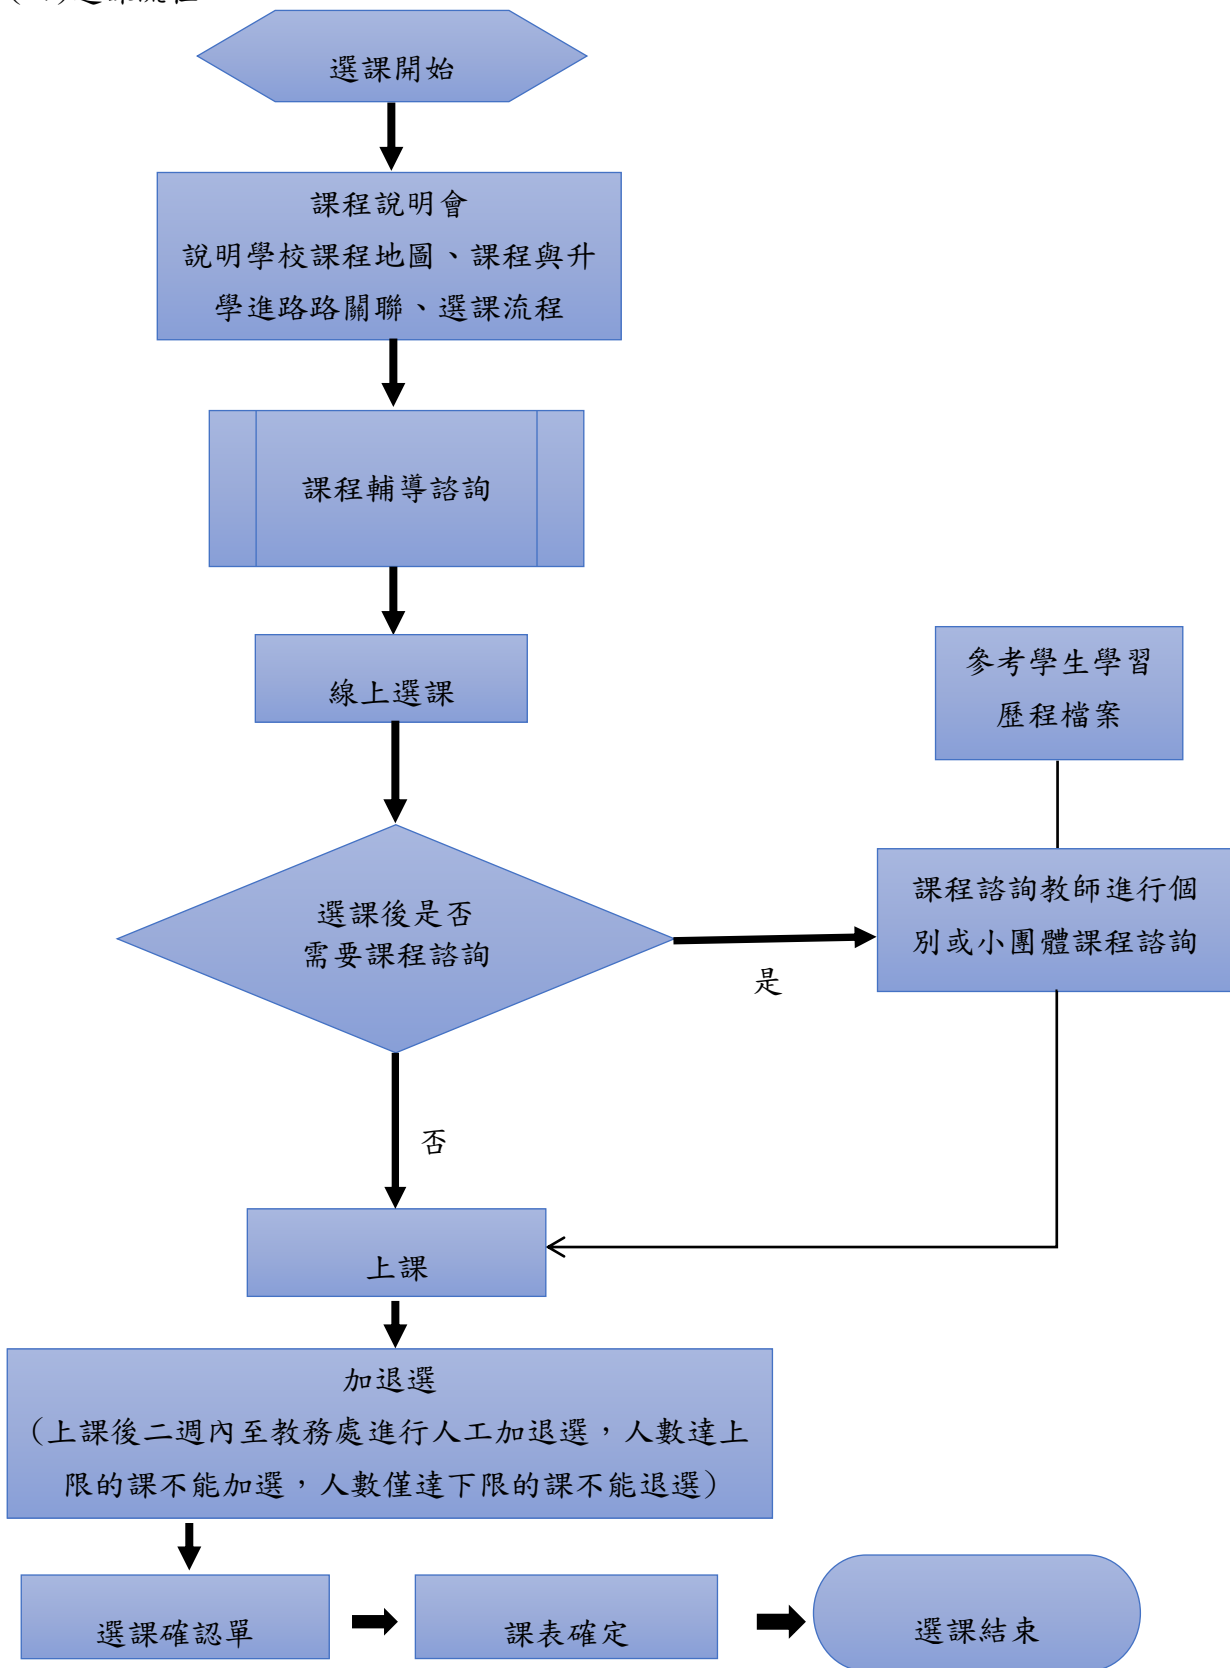 選課開始
課程說明會
說明學校課程地圖、課程與升
學進路路關聯、選課流程
課程輔導諮詢
線上選課
參考學生學習
歷程檔案
選課後是否
需要課程諮詢
課程諮詢教師進行個
別或小團體課程諮詢
是
否
上課
加退選
(上課後二週內至教務處進行人工加退選，人數達上
限的課不能加選，人數僅達下限的課不能退選)
選課確認單
課表確定
選課結束